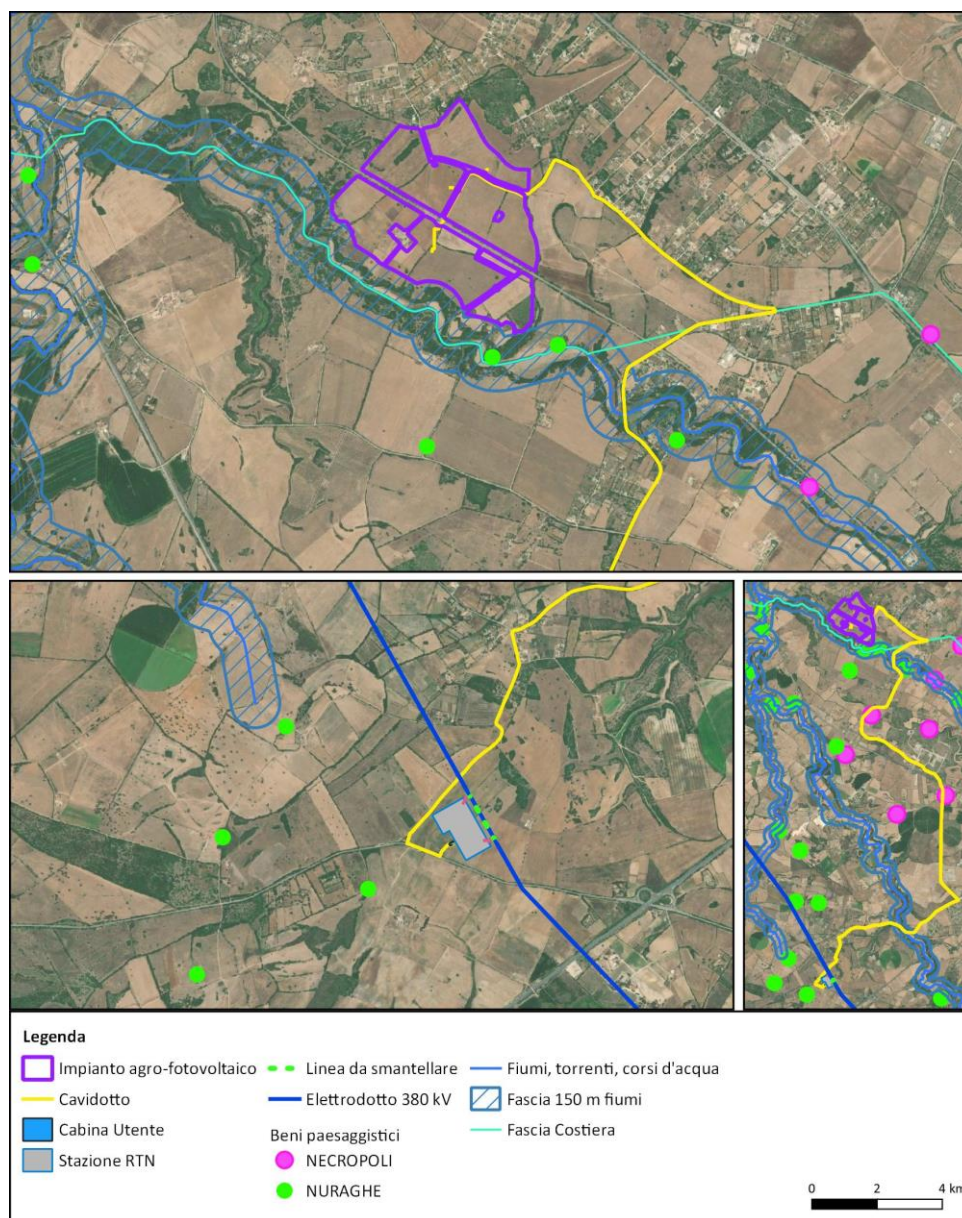 Legenda
Impianto agro-fotovoltaico
Cavidotto
Cabina Utente
Stazione RTN
Linea da smantellare
Elettrodotto 380 kV
Beni paesaggistici
NECROPOLI
NURAGHE
Fiumi, torrenti, corsi d'acqua
Fascia 150 m fiumi
Fascia Costiera
0 2 4 km